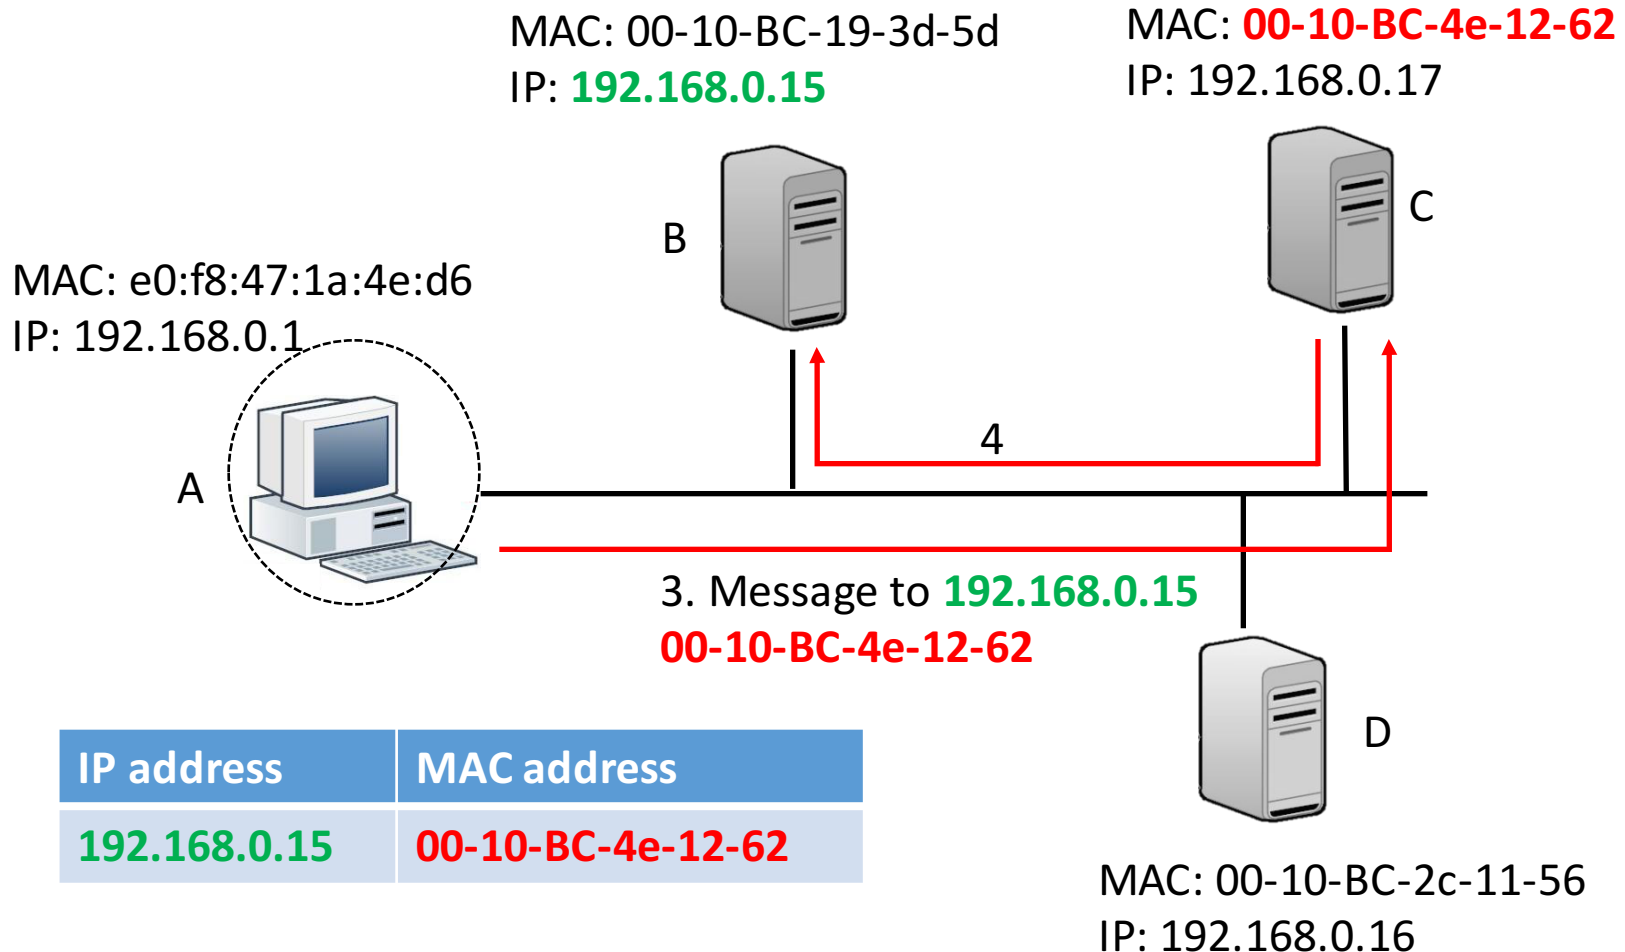 MAC: 00-10-BC-19-3d-5d
IP: 192.168.0.15
MAC: 00-10-BC-4e-12-62
IP: 192.168.0.17
B
C
MAC: e0:f8:47:1a:4e:d6
IP: 192.168.0.1
A
4
3. Message to 192.168.0.15
00-10-BC-4e-12-62
D
IP address MAC address
192.168.0.15 00-10-BC-4e-12-62
MAC: 00-10-BC-2c-11-56
IP: 192.168.0.16